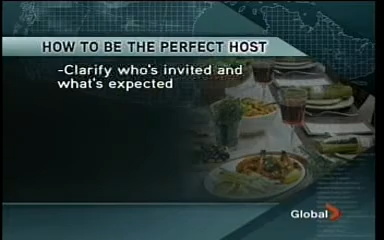 HOW TO BE THE PERFECT HOST
-Clarify who's invited and
what's expected
Global